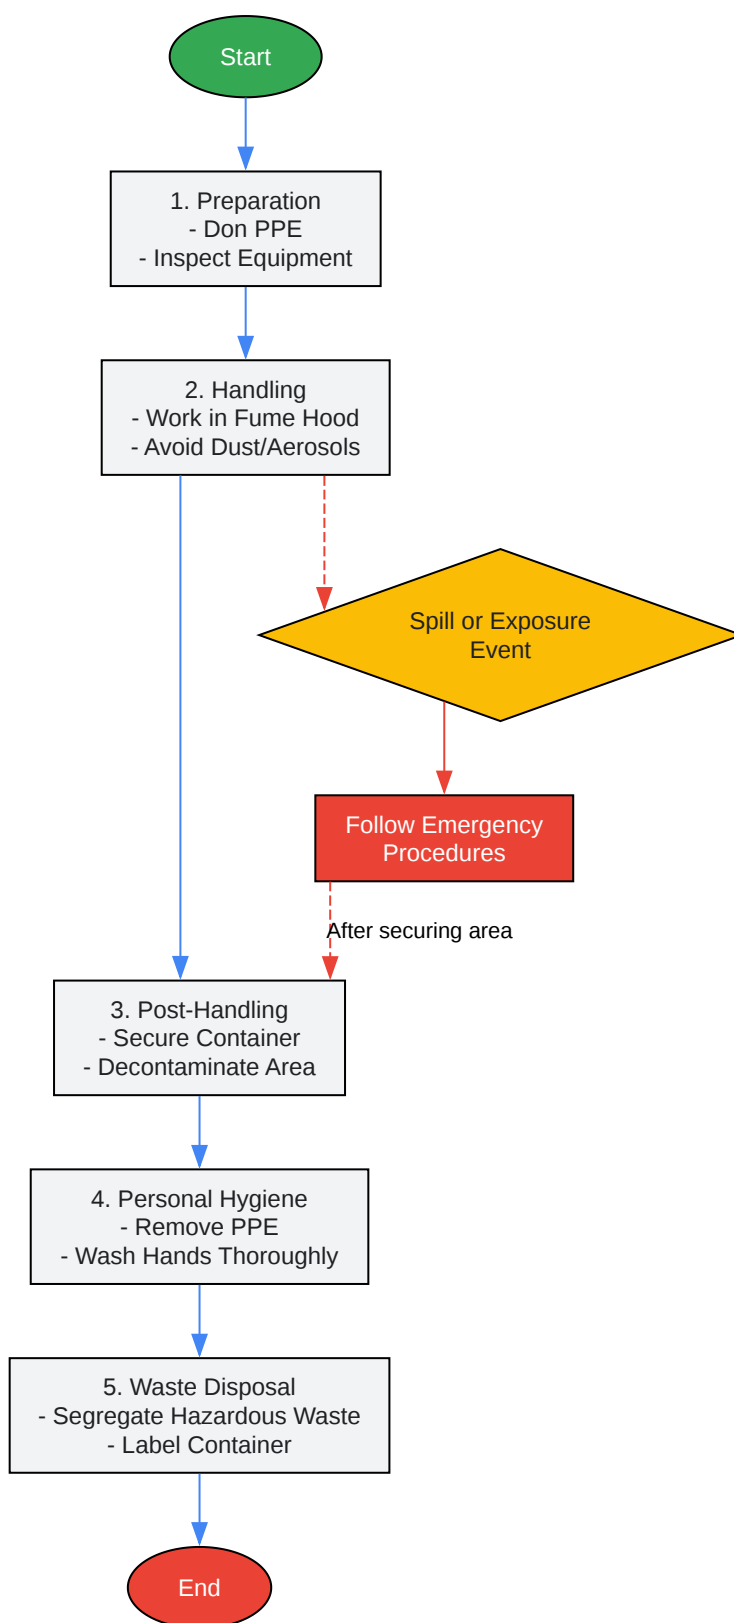 Start
1. Preparation
- Don PPE
- Inspect Equipment
2. Handling
- Work in Fume Hood
- Avoid Dust/Aerosols
Spill or Exposure
Event
Follow Emergency
Procedures
After securing area
3. Post-Handling
- Secure Container
- Decontaminate Area
4. Personal Hygiene
- Remove PPE
- Wash Hands Thoroughly
5. Waste Disposal
- Segregate Hazardous Waste
- Label Container
End